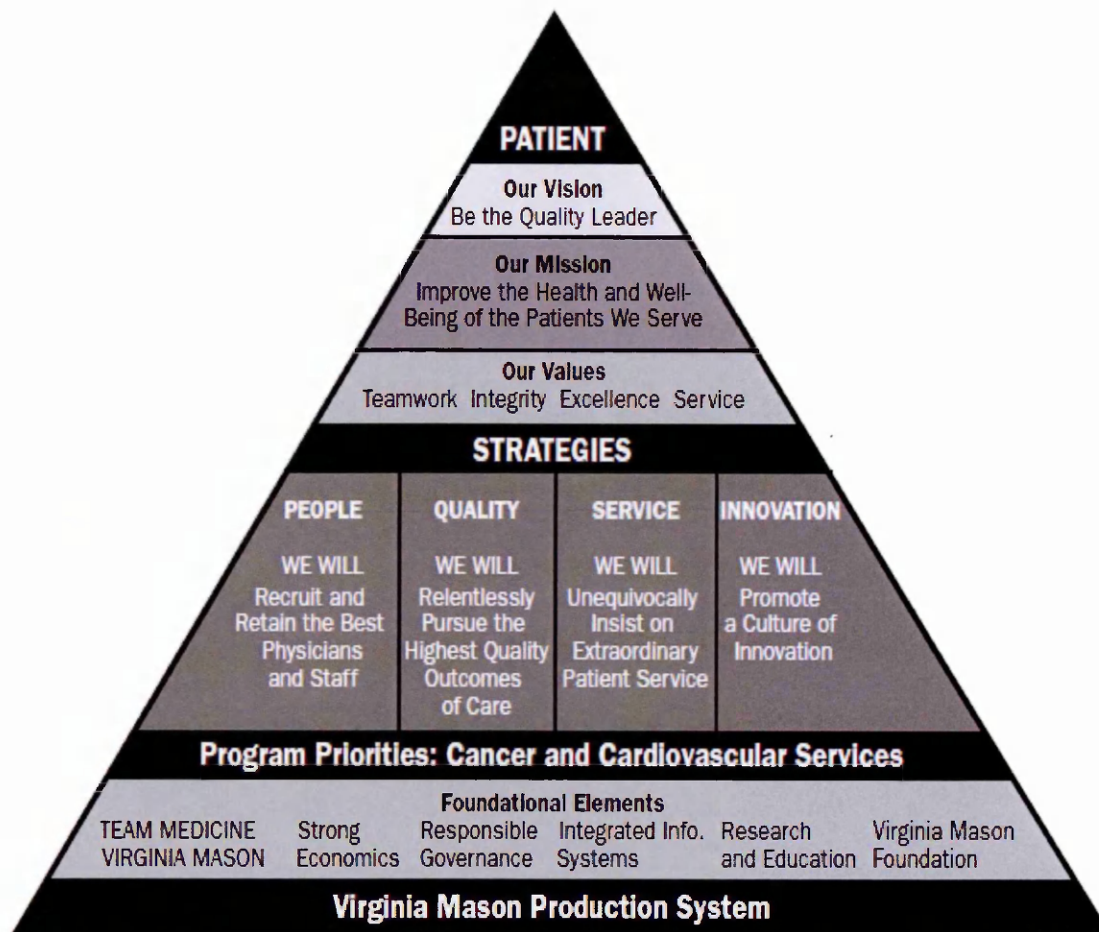 PATIENT
Our Vision
Be the Quality Leader
Our Mission
Improve the Health and Well-
Being of the Patients We Serve
Our Values
Teamwork Integrity Excellence Service
STRATEGIES
PEOPLE
WE WILL
Recruit and
Retain the Best
Physicians
and Staff
QUALITY
WE WILL
Relentlessly
Pursue the
Highest Quality
Outcomes
of Care
SERVICE
WE WILL
Unequivocally
Insist on
Extraordinary
Patient Service
INNOVATION
WE WILL
Promote
a Culture of
Innovation
Program Priorities: Cancer and Cardiovascular Services
Foundational Elements
TEAM MEDICINE
VIRGINIA MASON
Strong
Economics
Responsible
Governance
Integrated Info.
Systems
Research
and Education
Virginia Mason
Foundation
Virginia Mason Production System